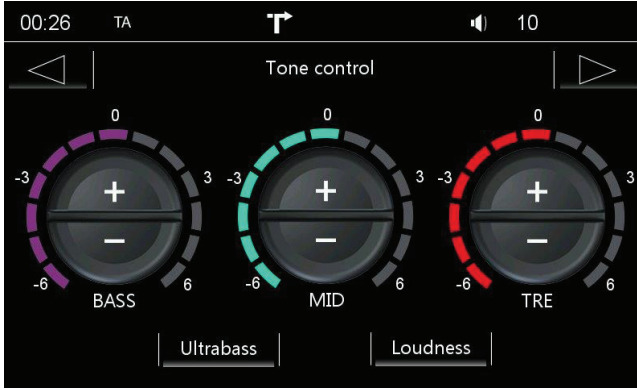 00:26 TA 10
Tone control
0 0 0
-3 3 -3 3 -3 3
+ + +
− − −
-6 6 -6 6 -6 6
BASS MID TRE
Ultrabass Loudness